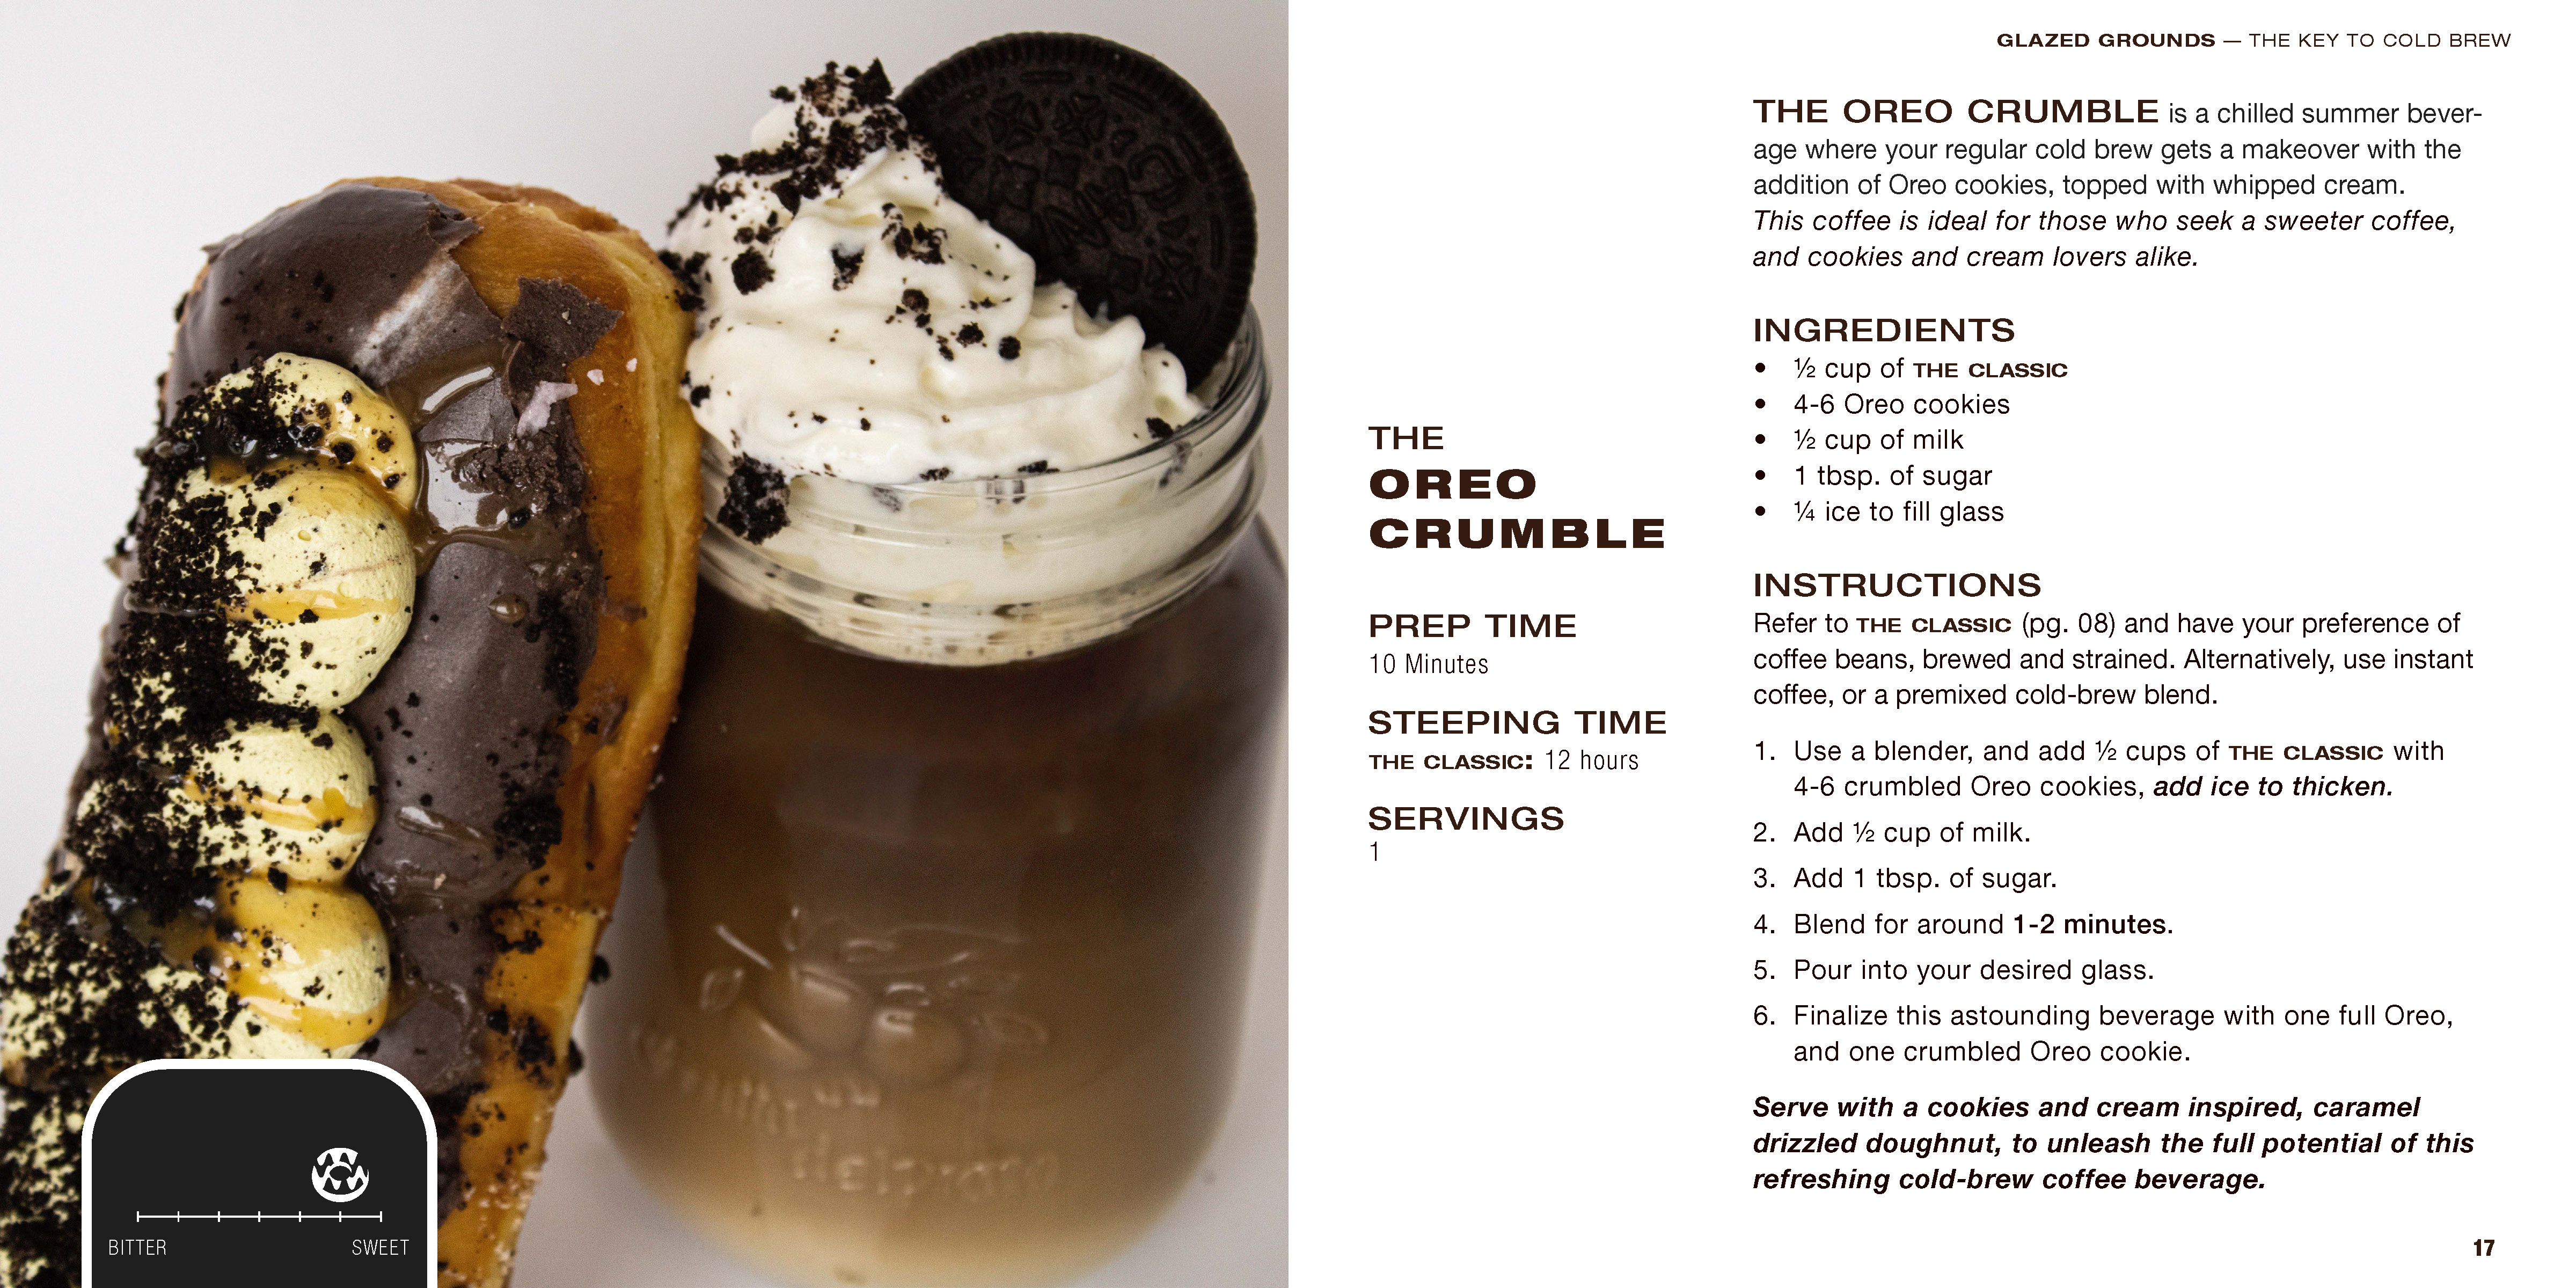 GLAZED GROUNDS — THE KEY TO COLD BREW
THE
OREO
CRUMBLE
PREP TIME
10 Minutes
STEEPING TIME
THE CLASSIC: 12 hours
SERVINGS
1
THE OREO CRUMBLE is a chilled summer bever-
age where your regular cold brew gets a makeover with the
addition of Oreo cookies, topped with whipped cream.
This coffee is ideal for those who seek a sweeter coffee,
and cookies and cream lovers alike.
INGREDIENTS
• ½ cup of THE CLASSIC
• 4-6 Oreo cookies
• ½ cup of milk
• 1 tbsp. of sugar
• ¼ ice to fill glass
INSTRUCTIONS
Refer to THE CLASSIC (pg. 08) and have your preference of
coffee beans, brewed and strained. Alternatively, use instant
coffee, or a premixed cold-brew blend.
1. Use a blender, and add ½ cups of THE CLASSIC with
4-6 crumbled Oreo cookies, add ice to thicken.
2. Add ½ cup of milk.
3. Add 1 tbsp. of sugar.
4. Blend for around 1-2 minutes.
5. Pour into your desired glass.
6. Finalize this astounding beverage with one full Oreo,
and one crumbled Oreo cookie.
Serve with a cookies and cream inspired, caramel
drizzled doughnut, to unleash the full potential of this
refreshing cold-brew coffee beverage.
BITTER SWEET
17